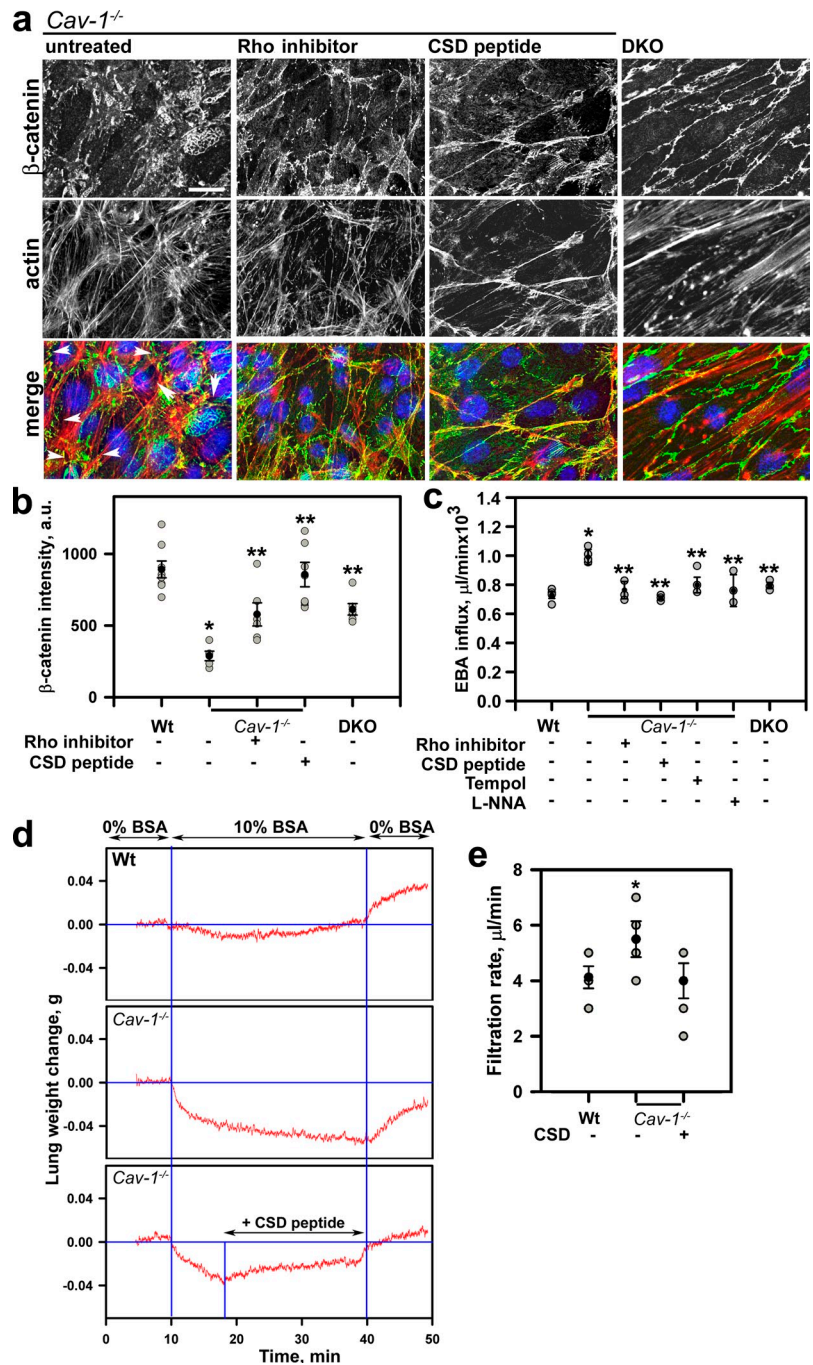 a
Cav-1-/-
untreated
Rho inhibitor
CSD peptide
DKO
β-catenin
actin
merge
b
β-catenin intensity, a.u.
1000
500
0
**
**
**
*
Wt
Cav-1-/-
DKO
Rho inhibitor - - + - -
CSD peptide - - - + -
c
EBA influx, μl/minx10³
1.4
1.2
1.0
0.8
0.6
0.4
0.2
0.0
*
** ** ** ** **
Wt
Cav-1-/-
DKO
Rho inhibitor - - + - - - -
CSD peptide - - - + - - -
Tempol - - - - + - -
L-NNA - - - - - + -
d
0% BSA
10% BSA
0% BSA
Wt
0.04
0.00
-0.04
Cav-1-/-
0.04
0.00
-0.04
Cav-1-/-
+ CSD peptide
0.04
0.00
-0.04
Lung weight change, g
0 10 20 30 40 50
Time, min
e
Filtration rate, μl/min
8
6
4
2
0
*
Wt
Cav-1-/-
CSD - - +